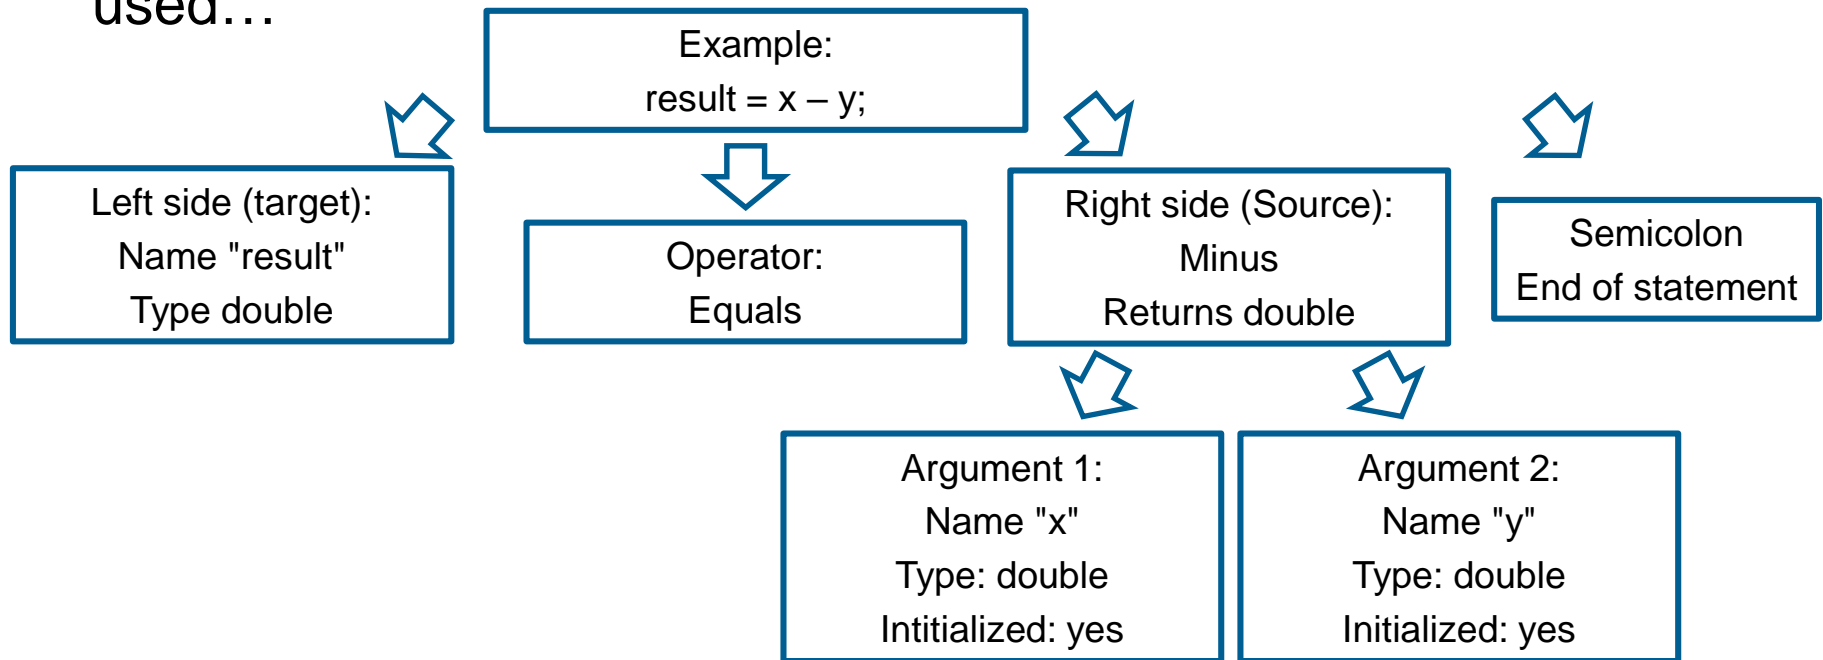 used…
Example:
result = x – y;
Left side (target):
Name "result"
Type double
Operator:
Equals
Right side (Source):
Minus
Returns double
Semicolon
End of statement
Argument 1:
Name "x"
Type: double
Intitialized: yes
Argument 2:
Name "y"
Type: double
Initialized: yes